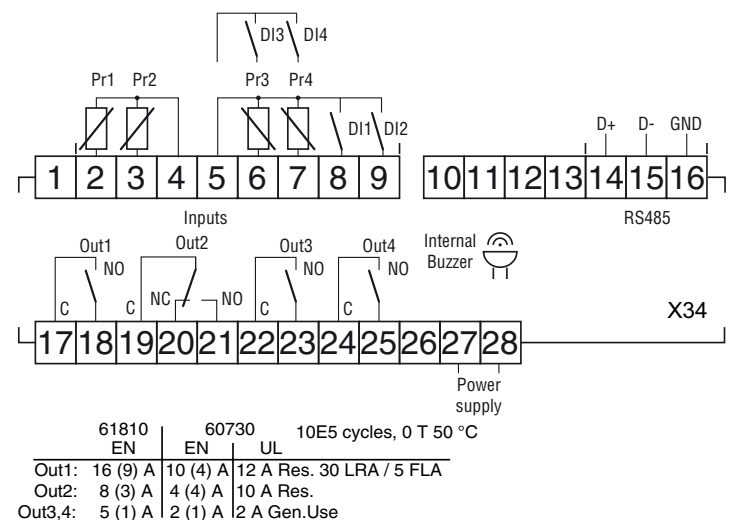 DI3 DI4
Pr1 Pr2 Pr3 Pr4
DI1 DI2
D+ D- GND
1 2 3 4 5 6 7 8 9 10 11 12 13 14 15 16
Inputs
RS485
Out1 Out2 Out3 Out4
Internal Buzzer
NO NO NO
NC NO
C C C C
X34
17 18 19 20 21 22 23 24 25 26 27 28
Power
supply
61810 60730 10E5 cycles, 0 T 50 °C
EN EN UL
Out1: 16 (9) A 10 (4) A 12 A Res. 30 LRA / 5 FLA
Out2: 8 (3) A 4 (4) A 10 A Res.
Out3,4: 5 (1) A 2 (1) A 2 A Gen.Use